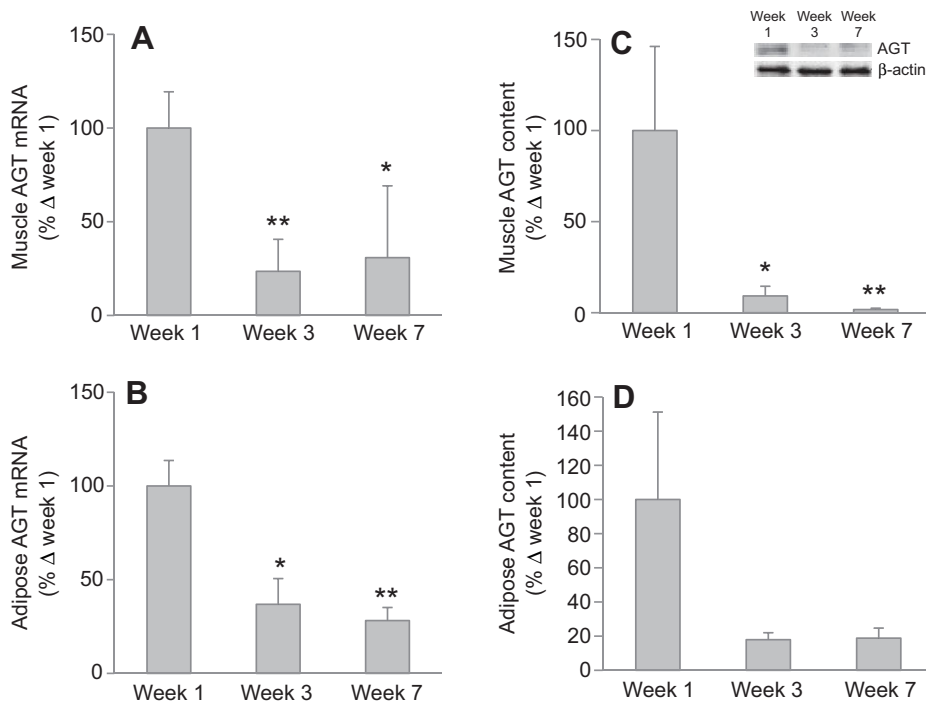 A
Muscle AGT mRNA
(% Δ week 1)
150
100
50
0
**
*
Week 1
Week 3
Week 7
C
Week
1
Week
3
Week
7
AGT
β-actin
Muscle AGT content
(% Δ week 1)
150
100
50
0
*
**
Week 1
Week 3
Week 7
B
Adipose AGT mRNA
(% Δ week 1)
150
100
50
0
*
**
Week 1
Week 3
Week 7
D
Adipose AGT content
(% Δ week 1)
160
140
120
100
80
60
40
20
0
Week 1
Week 3
Week 7